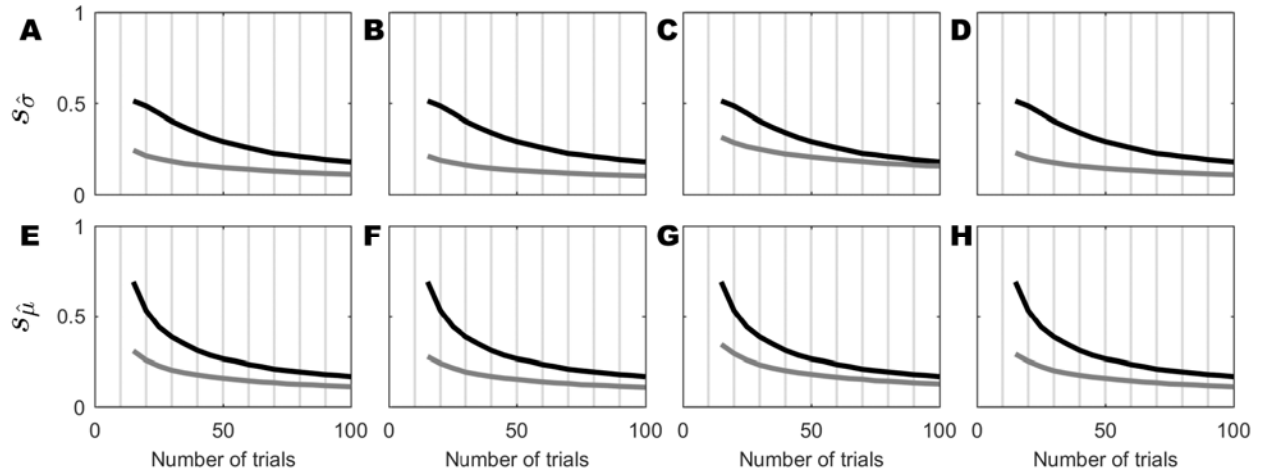 A B C D
1
0.5
0
s_σ̂
E F G H
1
0.5
0
s_μ̂
0 50 100 0 50 100 0 50 100 0 50 100
Number of trials Number of trials Number of trials Number of trials